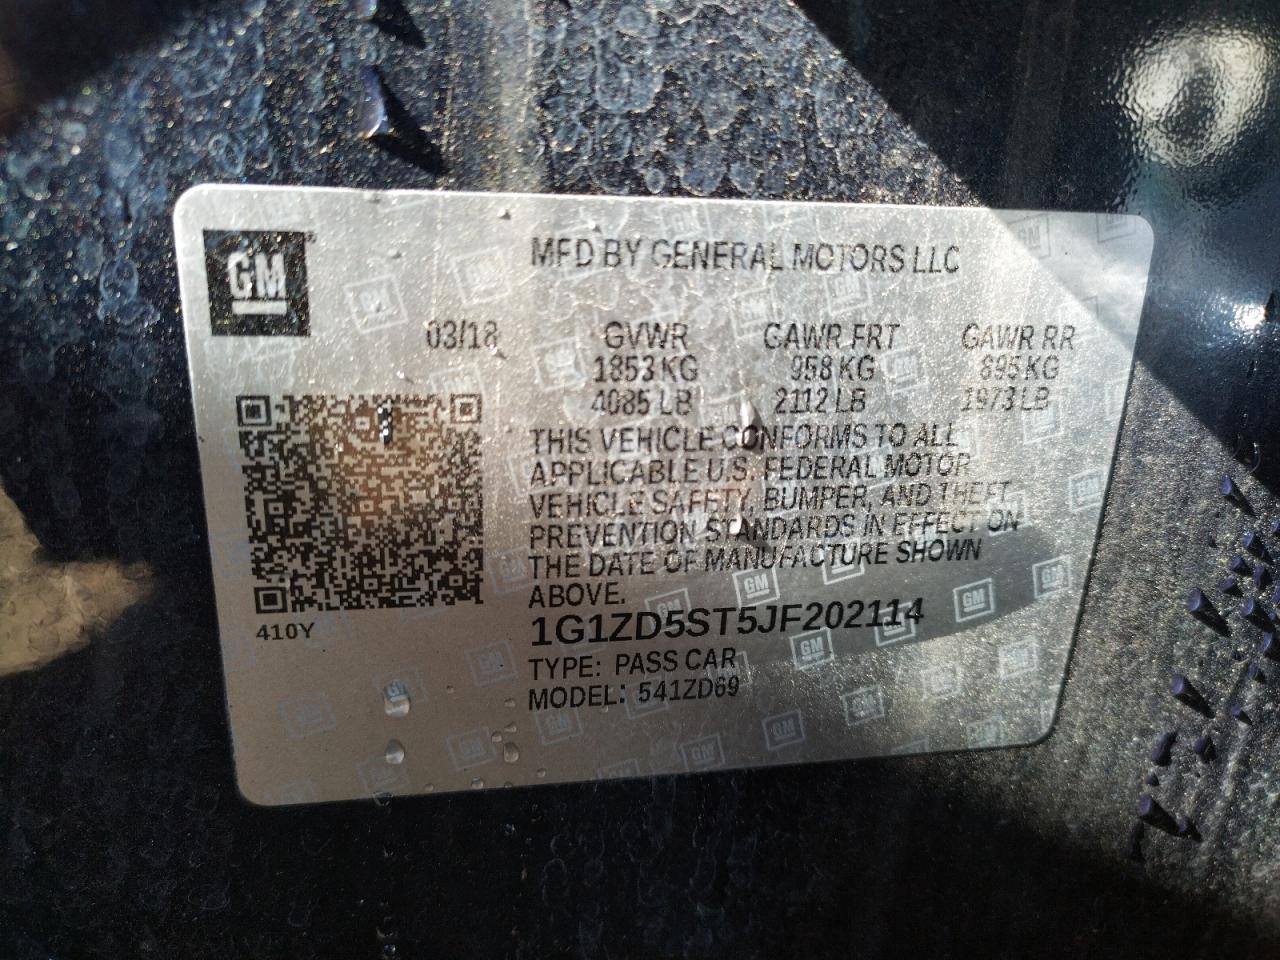 GM
MFD BY GENERAL MOTORS LLC
03/18 GVWR GAWR FRT GAWR RR
1853 KG 958 KG 895 KG
4085 LB 2112 LB 1973 LB
THIS VEHICLE CONFORMS TO ALL
APPLICABLE U.S. FEDERAL MOTOR
VEHICLE SAFETY, BUMPER, AND THEFT
PREVENTION STANDARDS IN EFFECT ON
THE DATE OF MANUFACTURE SHOWN
ABOVE.
410Y
1G1ZD5ST5JF202114
TYPE: PASS CAR
MODEL: 541ZD69